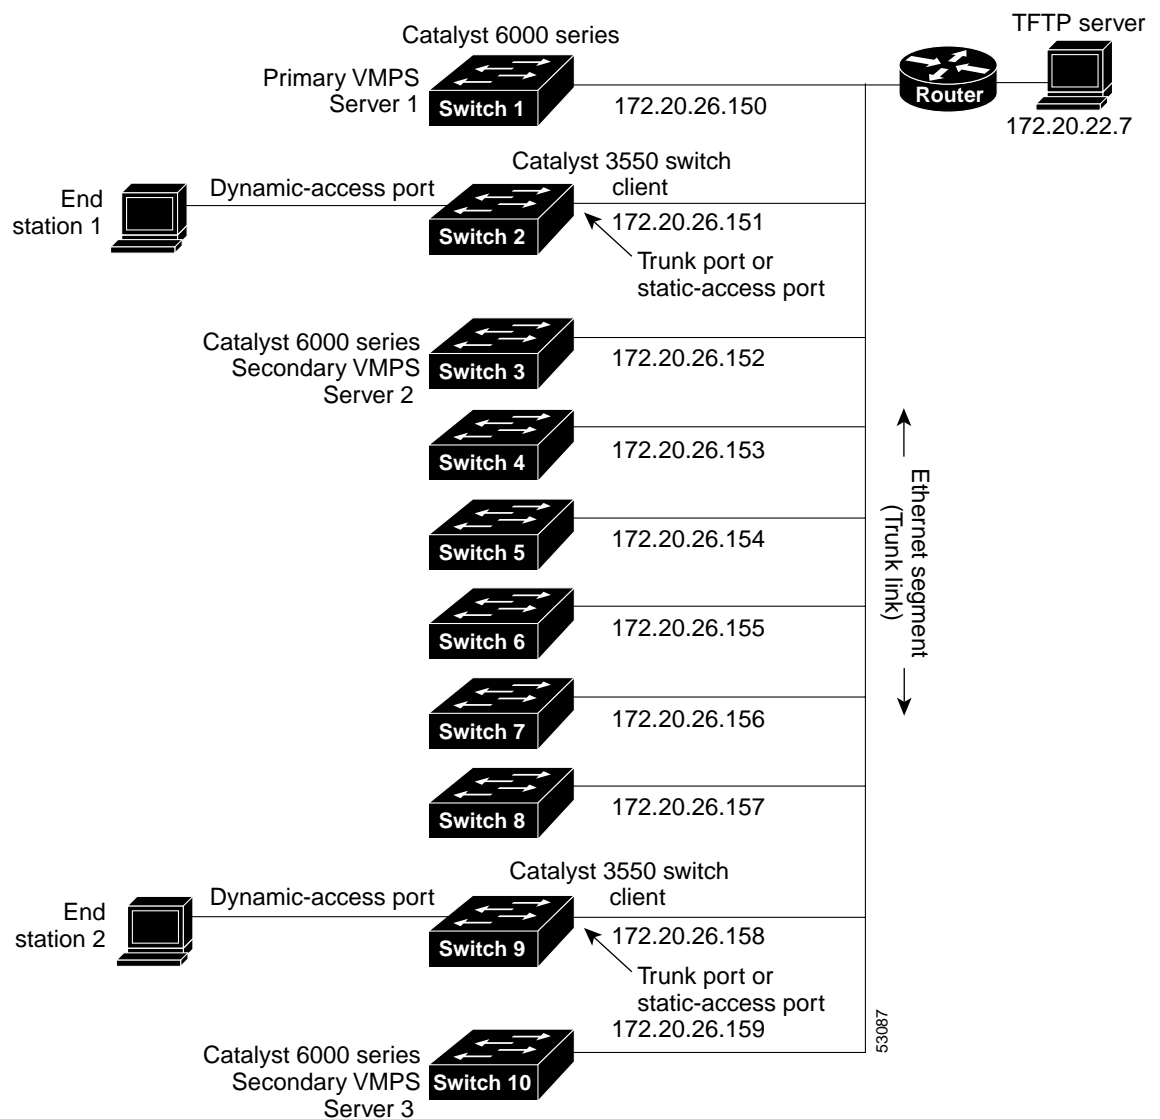 TFTP server
Catalyst 6000 series
Primary VMPS
Server 1
Switch 1
172.20.26.150
Router
172.20.22.7
Catalyst 3550 switch
client
End
station 1
Dynamic-access port
Switch 2
172.20.26.151
Trunk port or
static-access port
Catalyst 6000 series
Secondary VMPS
Server 2
Switch 3
172.20.26.152
Switch 4
172.20.26.153
Switch 5
172.20.26.154
Switch 6
172.20.26.155
Switch 7
172.20.26.156
Switch 8
172.20.26.157
Ethernet segment
(Trunk link)
Catalyst 3550 switch
client
End
station 2
Dynamic-access port
Switch 9
172.20.26.158
Trunk port or
static-access port
172.20.26.159
Catalyst 6000 series
Secondary VMPS
Server 3
Switch 10
53087